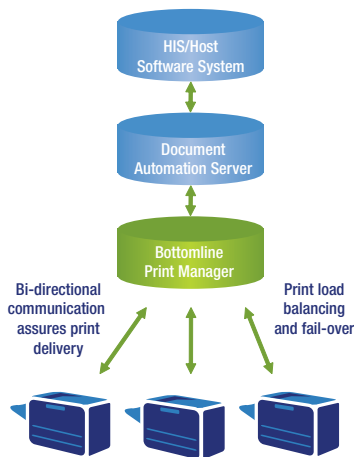 HIS/Host
Software System
Document
Automation Server
Bottomline
Print Manager
Bi-directional
communication
assures print
delivery
Print load
balancing
and fail-over